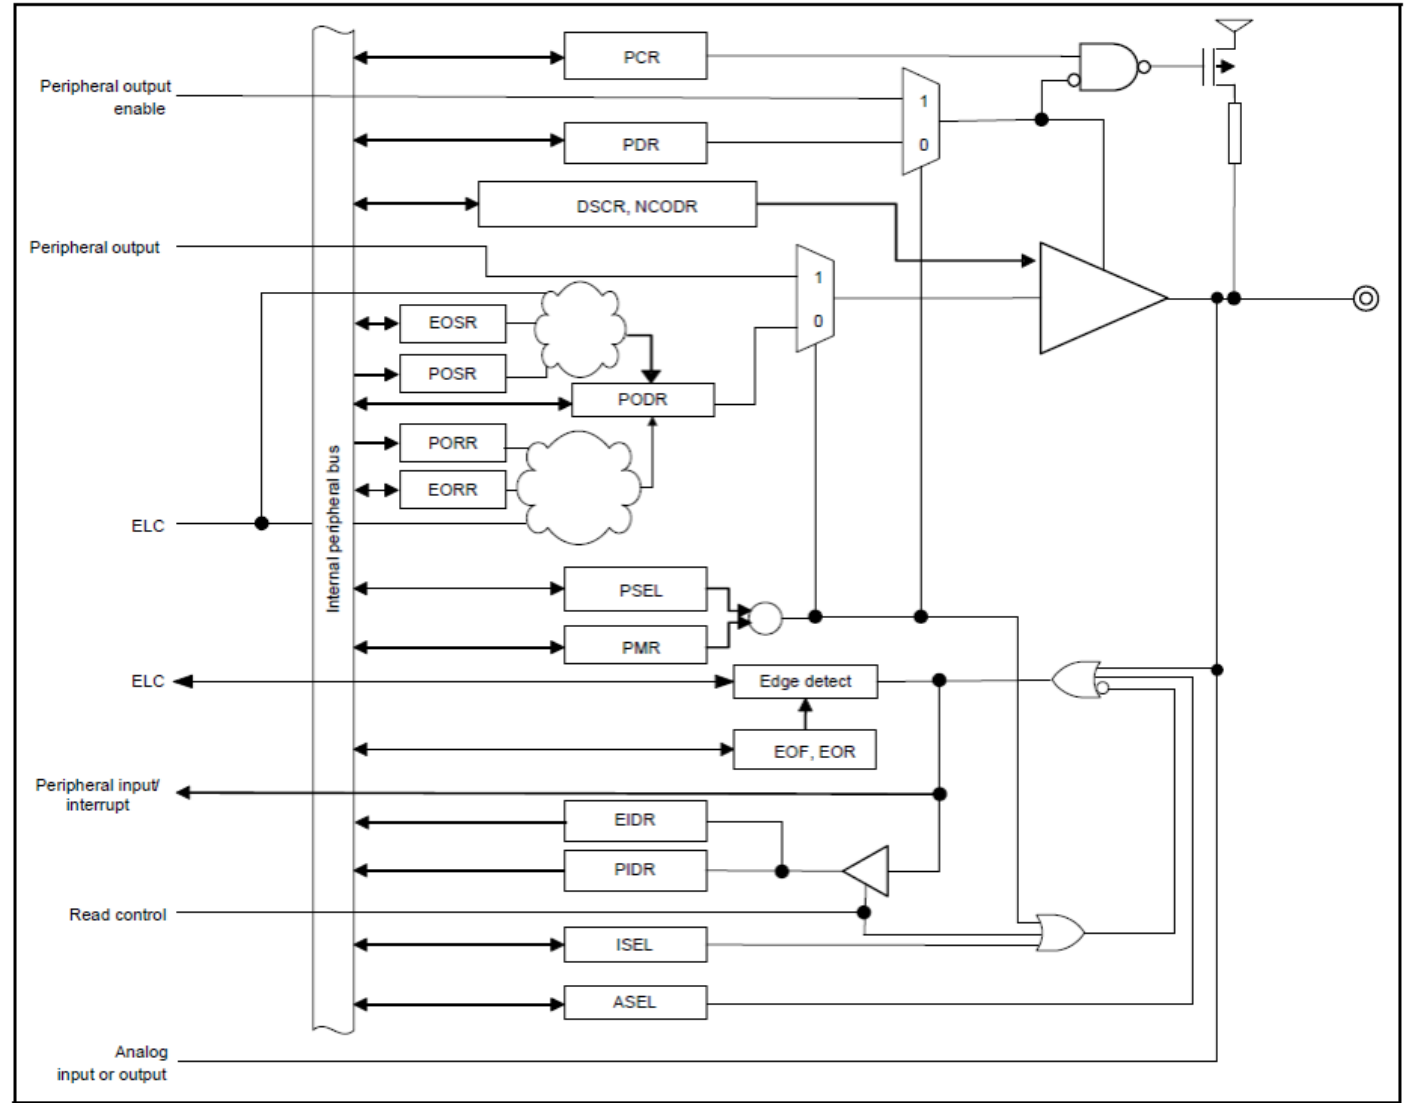 PCR
Peripheral output
enable
1
PDR
0
DSCR, NCODR
Peripheral output
1
EOSR
0
POSR
PODR
PORR
EORR
ELC
Internal peripheral bus
PSEL
PMR
ELC
Edge detect
EOF, EOR
Peripheral input/
interrupt
EIDR
PIDR
Read control
ISEL
ASEL
Analog
input or output